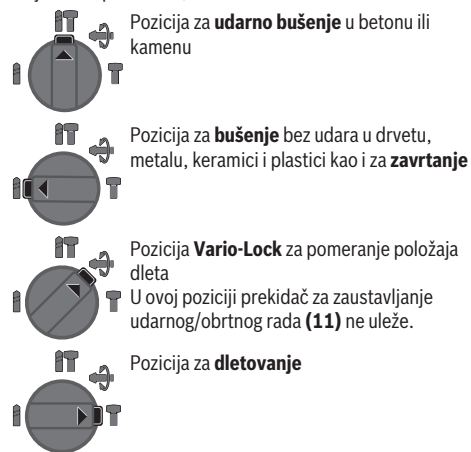 Pozicija za udarno bušenje u betonu ili
kamenu
Pozicija za bušenje bez udara u drvetu,
metalu, keramici i plastici kao i za zavrtanje
Pozicija Vario-Lock za pomeranje položaja
dleta
U ovoj poziciji prekidač za zaustavljanje
udarnog/obrtnog rada (11) ne uleže.
Pozicija za dletovanje